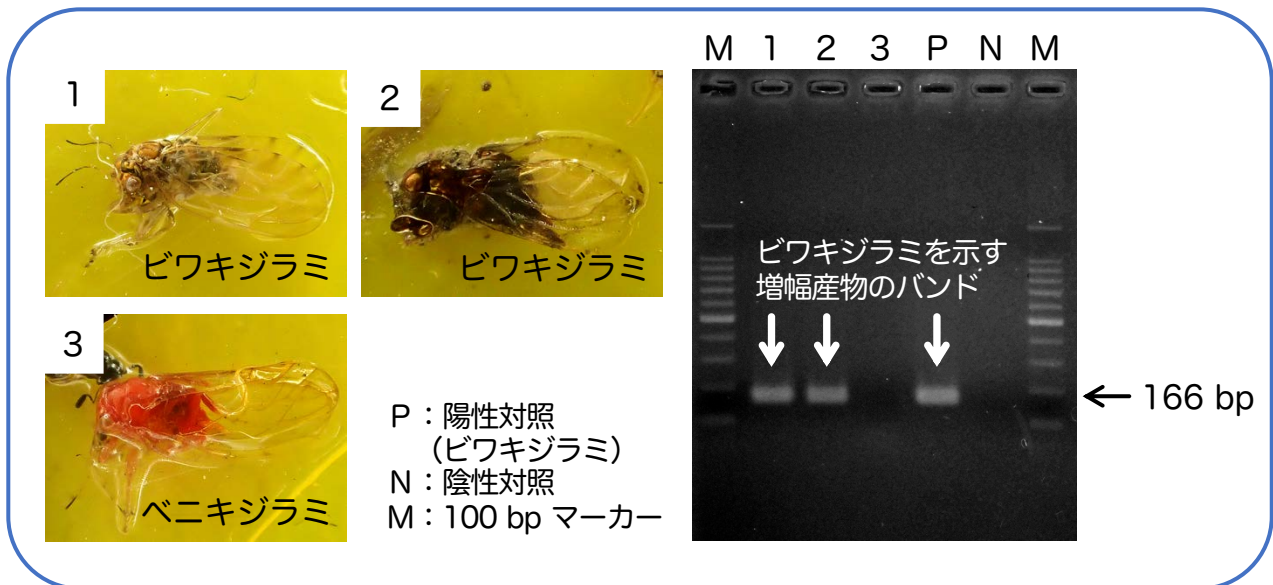 1
ビワキジラミ
2
ビワキジラミ
3
ベニキジラミ
P：陽性対照
（ビワキジラミ）
N：陰性対照
M：100 bp マーカー
M 1 2 3 P N M
ビワキジラミを示す
増幅産物のバンド
← 166 bp